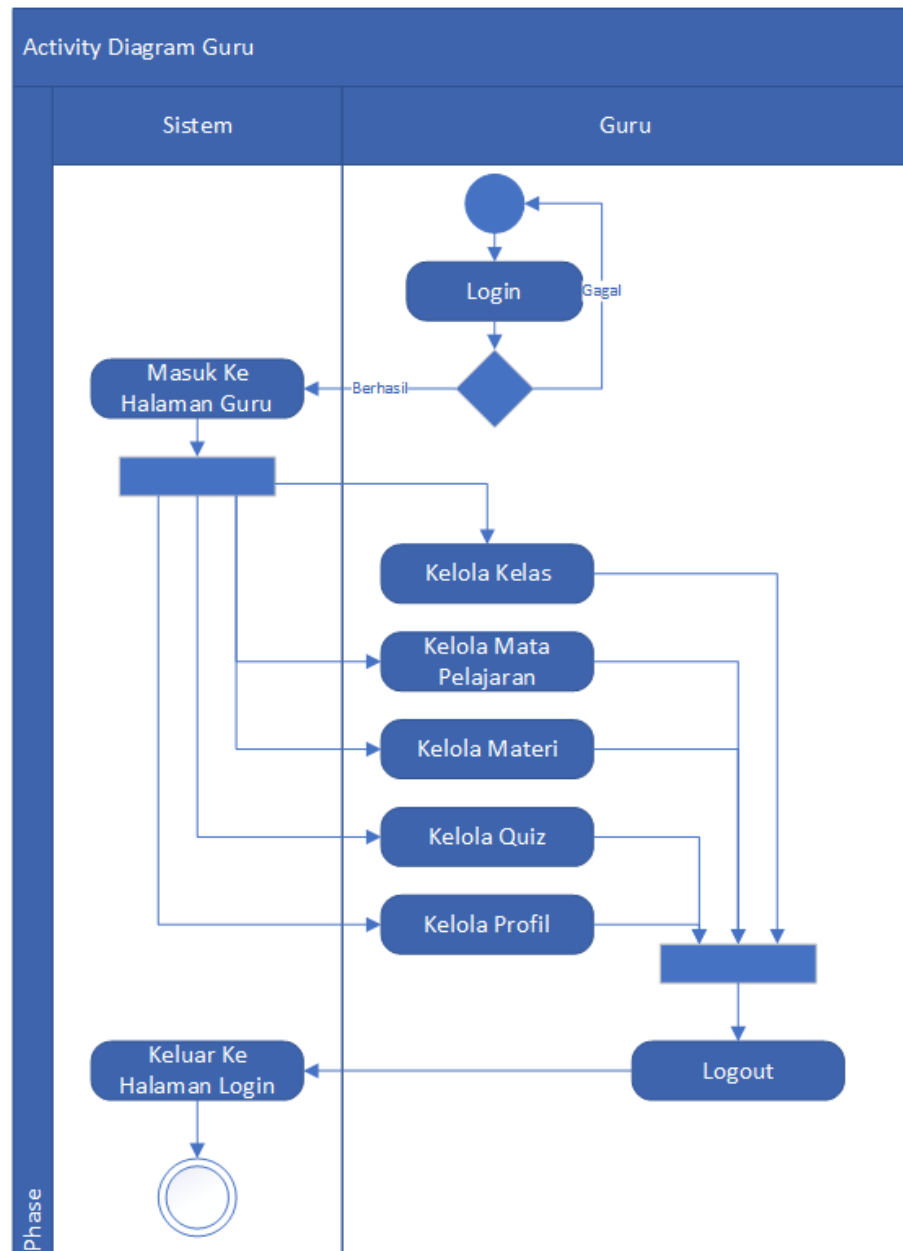 Activity Diagram Guru
Sistem
Guru
Login
Gagal
Berhasil
Masuk Ke
Halaman Guru
Kelola Kelas
Kelola Mata
Pelajaran
Kelola Materi
Kelola Quiz
Kelola Profil
Logout
Keluar Ke
Halaman Login
Phase